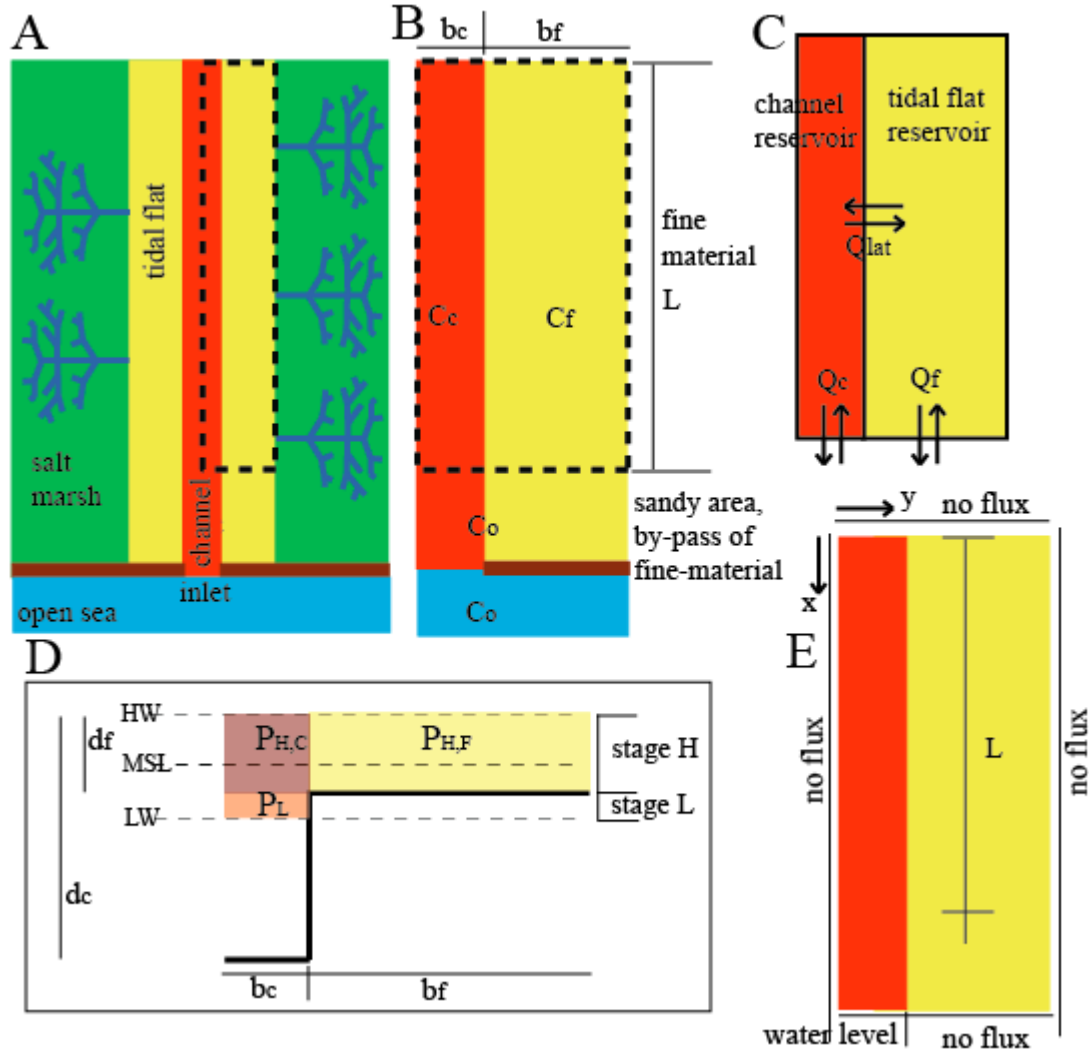 A
tidal flat
salt
marsh
channel
inlet
open sea
B
bc
bf
Cc
Cf
fine
material
L
Co
sandy area,
by-pass of
fine-material
Co
C
channel
reservoir
tidal flat
reservoir
Qlat
Qc
Qf
D
HW
MSL
LW
df
dc
PH,C
PH,F
PL
stage H
stage L
bc
bf
E
y
no flux
x
no flux
L
no flux
water level
no flux